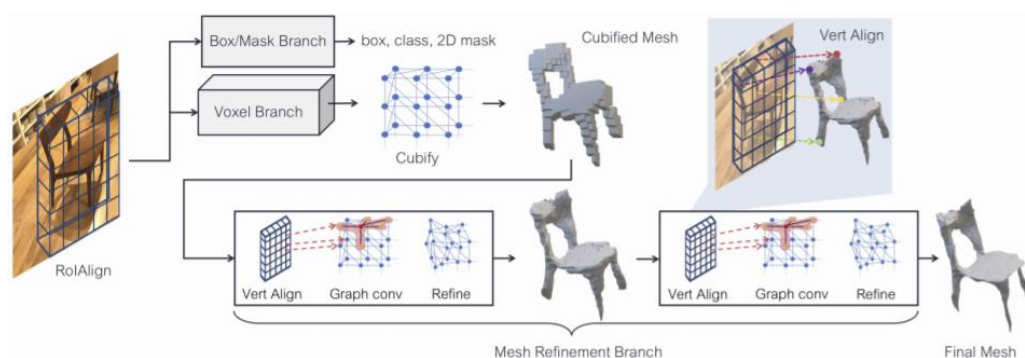 Box/Mask Branch
box, class, 2D mask
Voxel Branch
Cubify
Cubified Mesh
Vert Align
RoIAlign
Vert Align
Graph conv
Refine
Vert Align
Graph conv
Refine
Mesh Refinement Branch
Final Mesh